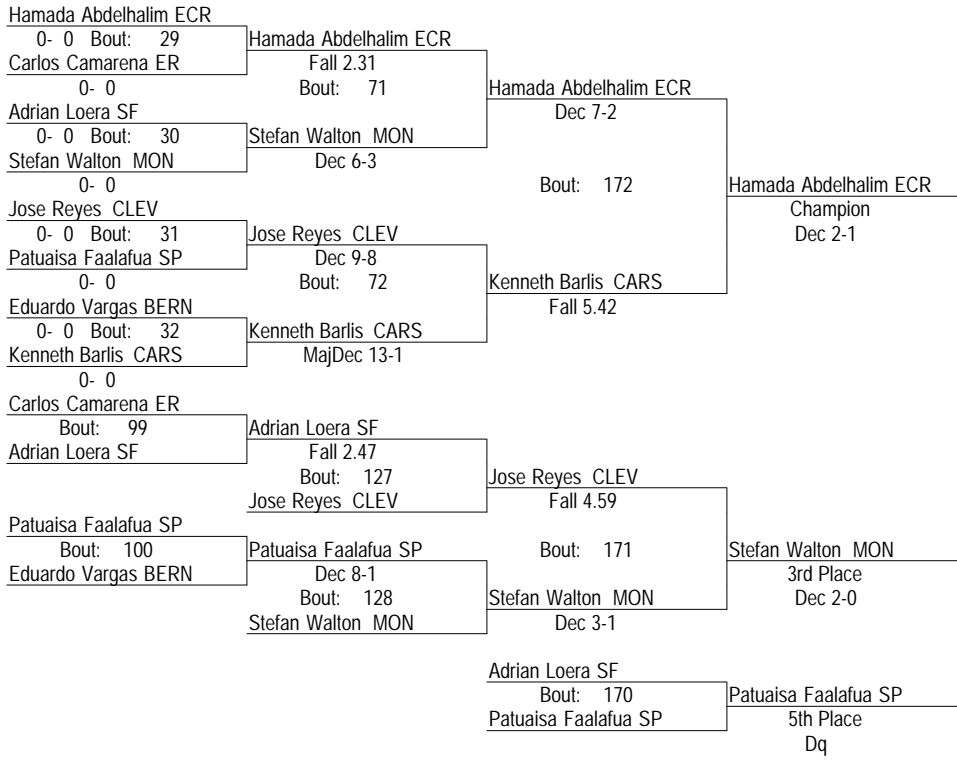 Hamada Abdelhalim ECR
0- 0 Bout: 29 Hamada Abdelhalim ECR
Carlos Camarena ER Fall 2.31
0- 0 Bout: 71 Hamada Abdelhalim ECR
Adrian Loera SF Dec 7-2
0- 0 Bout: 30 Stefan Walton MON
Stefan Walton MON Dec 6-3
0- 0 Bout: 172 Hamada Abdelhalim ECR
Jose Reyes CLEV Champion
0- 0 Bout: 31 Jose Reyes CLEV Dec 2-1
Patuaisa Faalafua SP Dec 9-8
0- 0 Bout: 72 Kenneth Barlis CARS
Eduardo Vargas BERN Fall 5.42
0- 0 Bout: 32 Kenneth Barlis CARS
Kenneth Barlis CARS MajDec 13-1
0- 0
Carlos Camarena ER
Bout: 99 Adrian Loera SF
Adrian Loera SF Fall 2.47
Bout: 127 Jose Reyes CLEV
Jose Reyes CLEV Fall 4.59
Patuaisa Faalafua SP
Bout: 100 Patuaisa Faalafua SP Bout: 171 Stefan Walton MON
Eduardo Vargas BERN Dec 8-1 3rd Place
Bout: 128 Stefan Walton MON Dec 2-0
Stefan Walton MON Dec 3-1
Adrian Loera SF
Bout: 170 Patuaisa Faalafua SP
Patuaisa Faalafua SP 5th Place
Dq